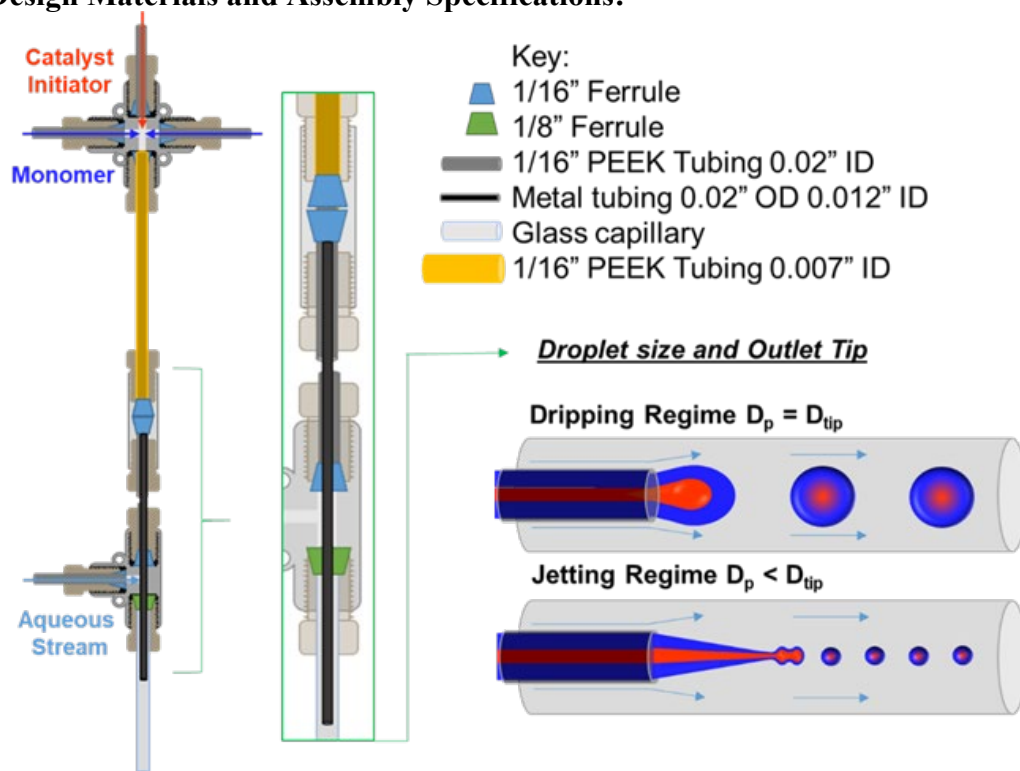 Design Materials and Assembly Specifications:
Catalyst
Initiator
Monomer
Aqueous
Stream
Key:
1/16” Ferrule
1/8” Ferrule
1/16” PEEK Tubing 0.02” ID
Metal tubing 0.02” OD 0.012” ID
Glass capillary
1/16” PEEK Tubing 0.007” ID
Droplet size and Outlet Tip
Dripping Regime Dp = Dtip
Jetting Regime Dp < Dtip